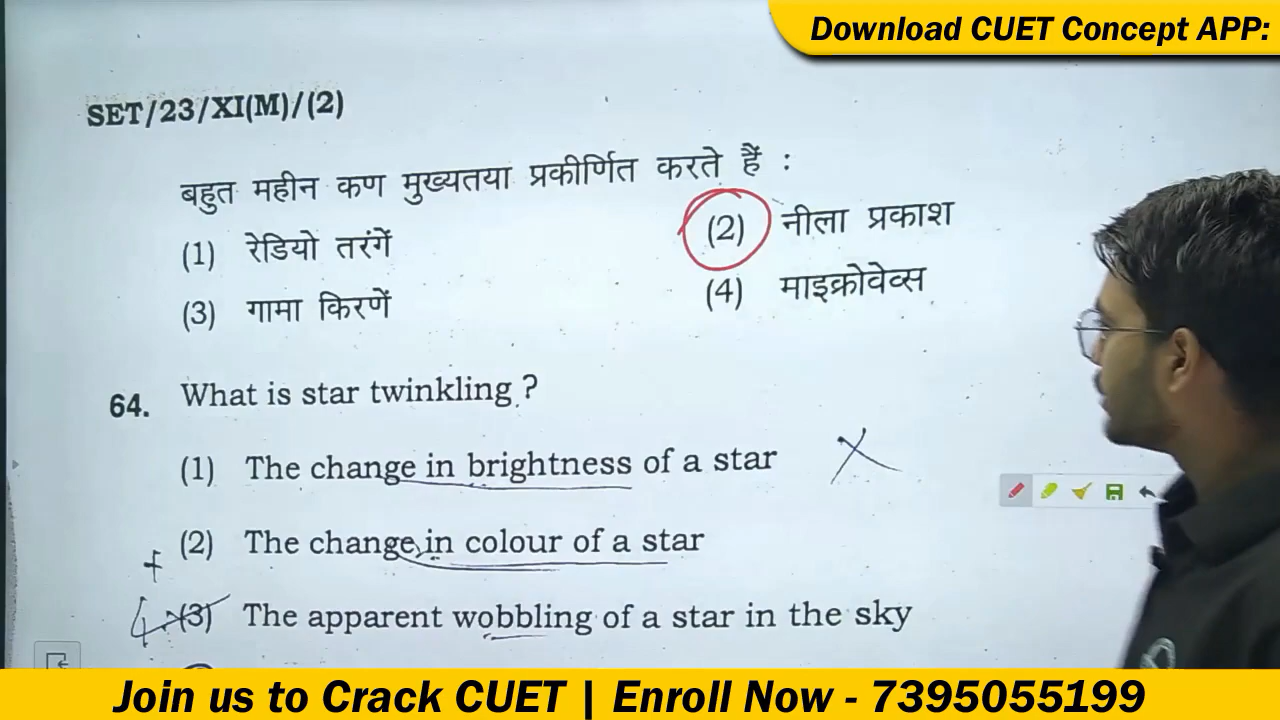 Download CUET Concept APP:
SET/23/XI(M)/(2)
बहुत महीन कण मुख्यतया प्रकीर्णित करते हैं :
(1) रेडियो तरंगें (2) नीला प्रकाश
(3) गामा किरणें (4) माइक्रोवेव्स
64. What is star twinkling ?
(1) The change in brightness of a star
(2) The change in colour of a star
(3) The apparent wobbling of a star in the sky
Join us to Crack CUET | Enroll Now - 7395055199